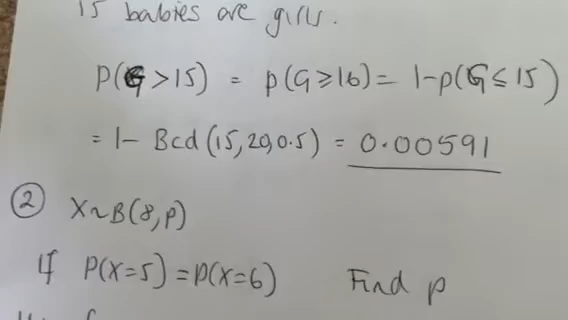 15 babies are girls.
P(G>15) = P(G≥16) = 1-P(G≤15)
= 1- Bcd(15,20,0.5) = 0.00591
② X~B(8,p)
If P(X=5)=P(X=6) Find p